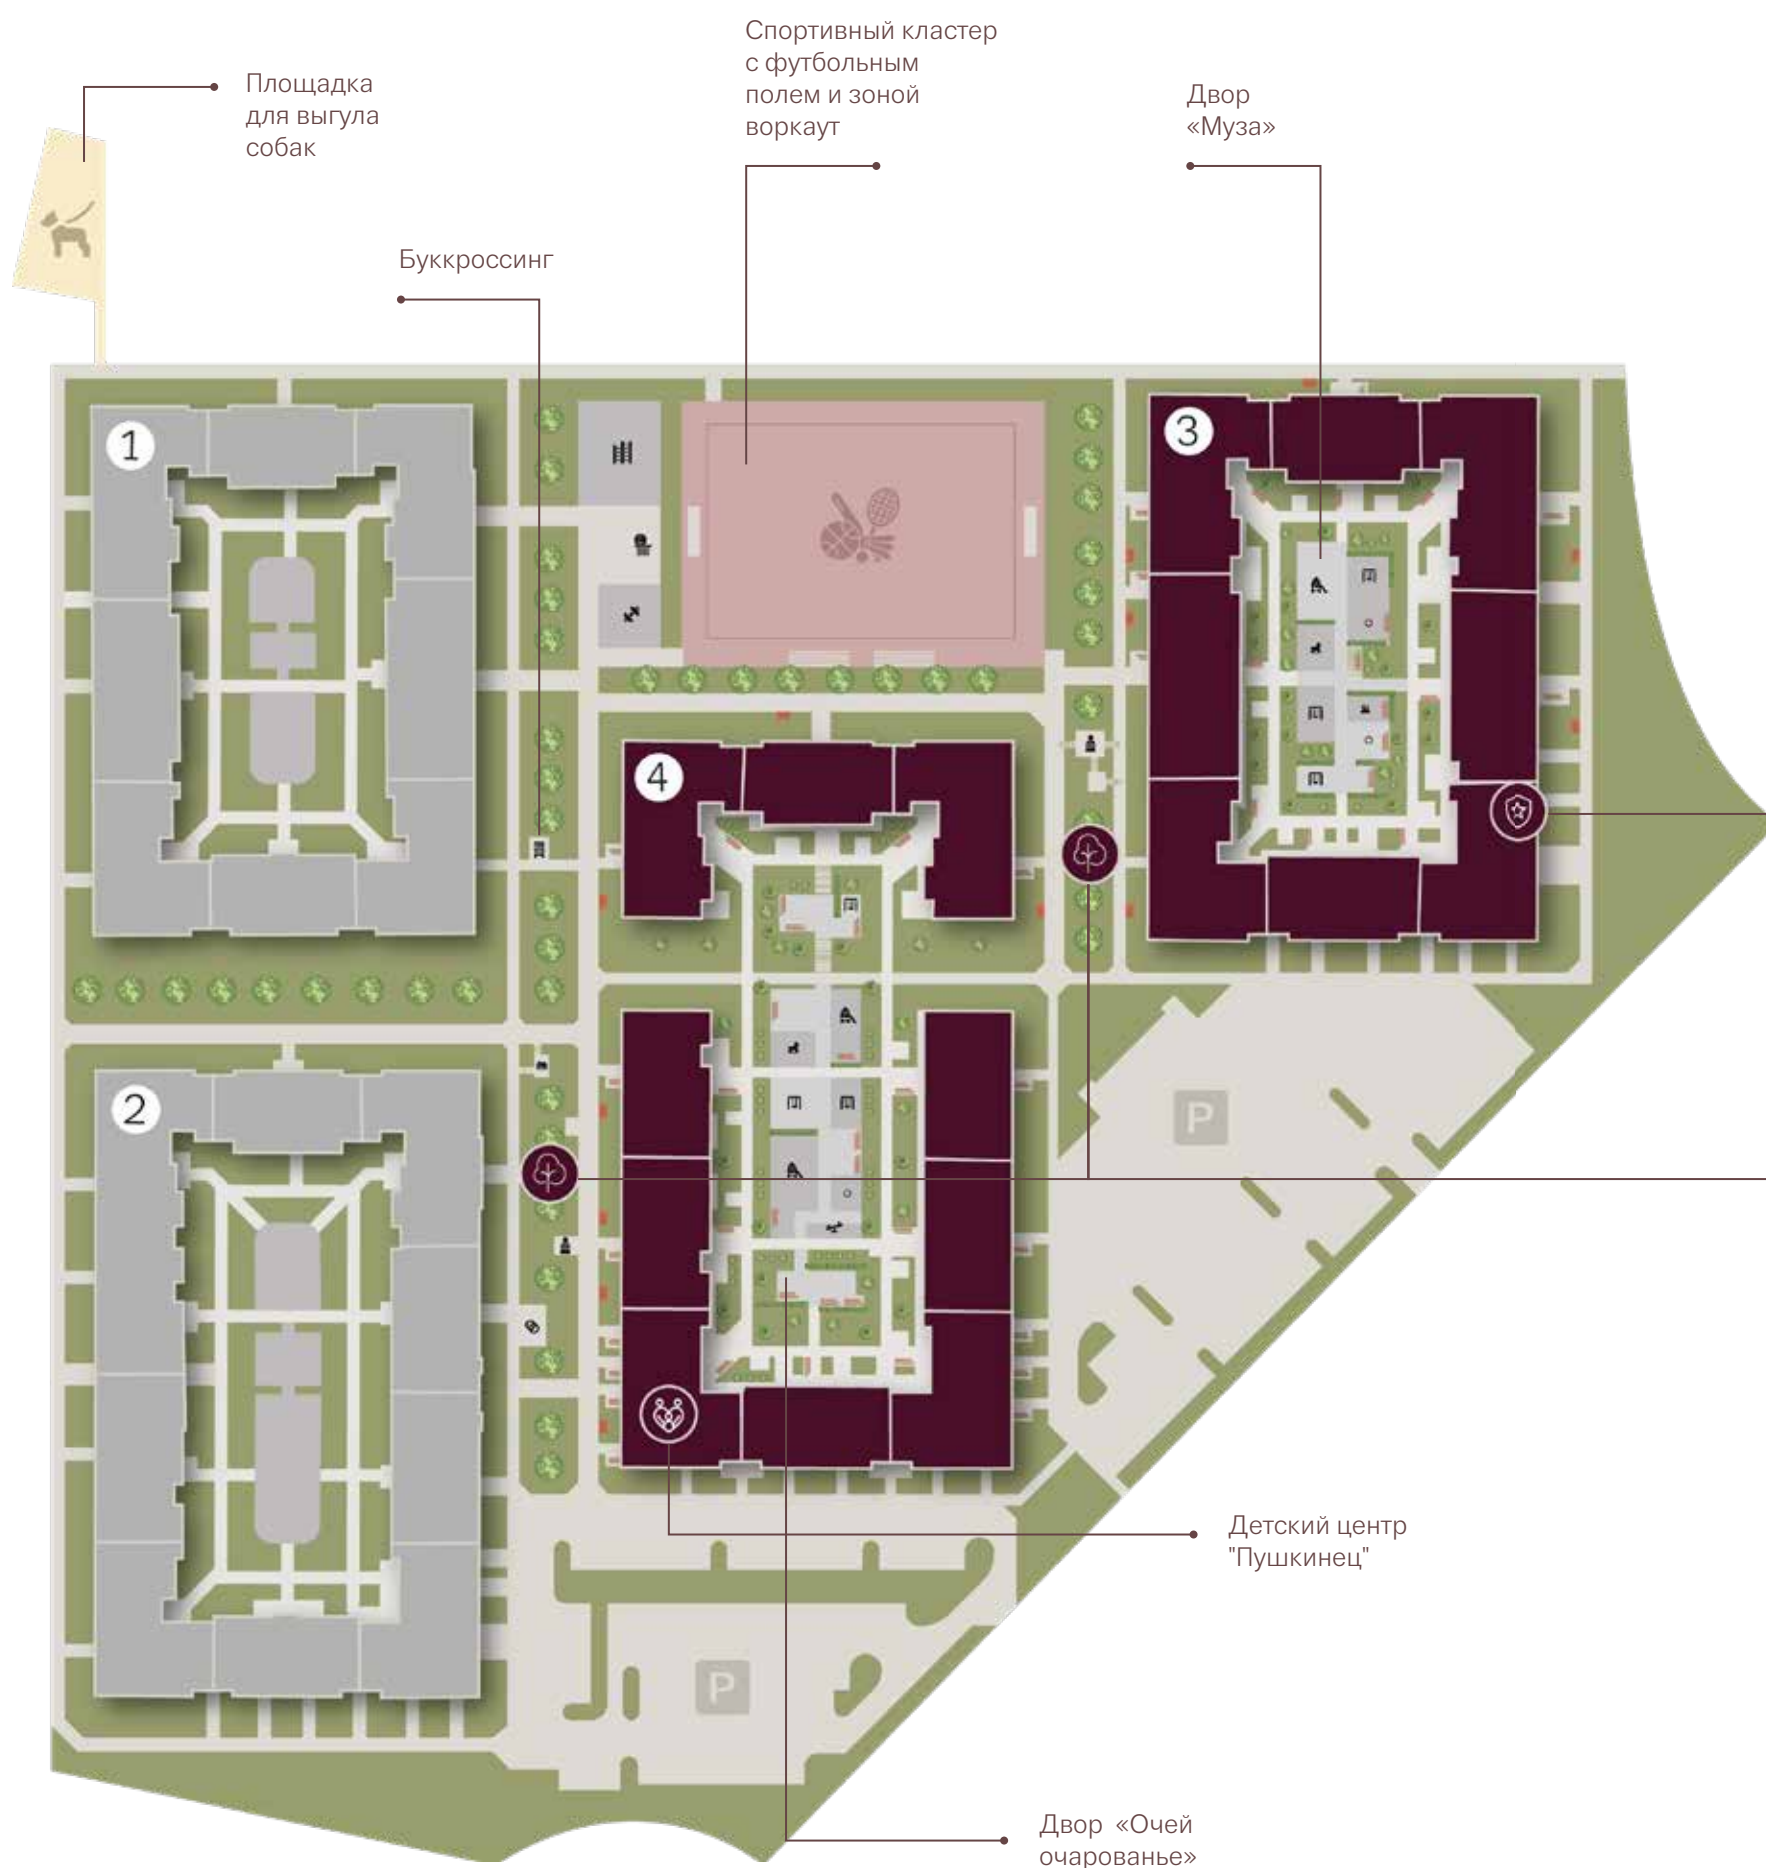 Спортивный кластер
с футбольным
полем и зоной
воркаут
Площадка
для выгула
собак
Двор
«Муза»
Буккроссинг
1
3
4
2
P
Детский центр
"Пушкинец"
P
Двор «Очей
очарованье»